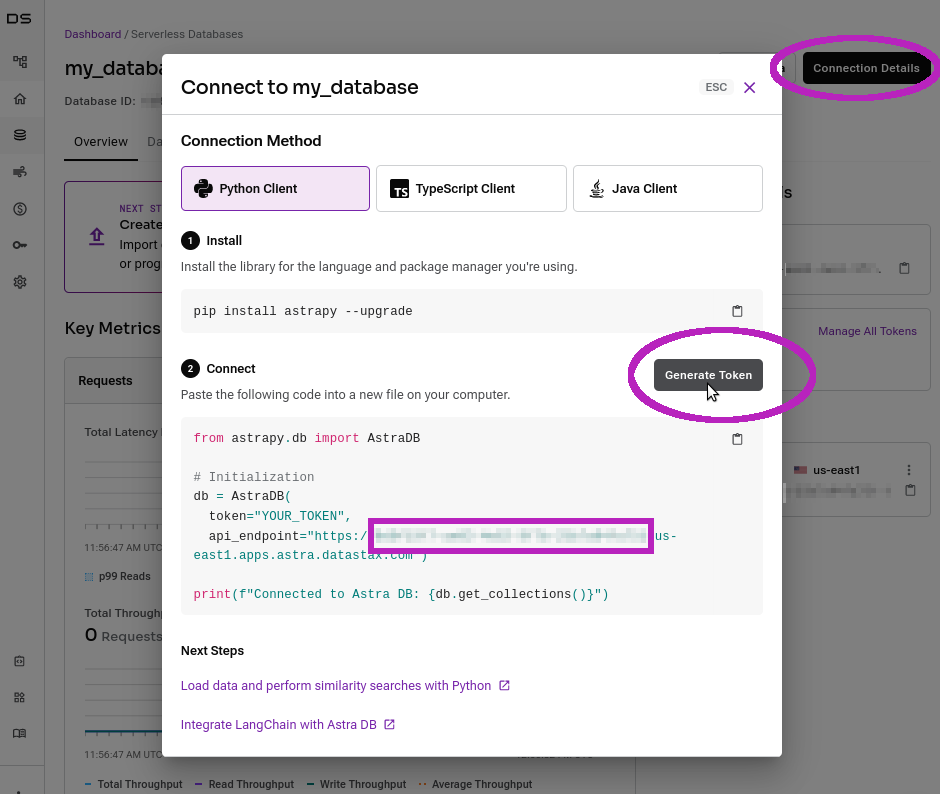 DS
Dashboard / Serverless Databases
my_databa
Connection Details
Database ID:
Overview
Da
NEXT ST
Create
Import
or prog
Key Metrics
Requests
Total Latency
11:56:47 AM UTC
p99 Reads
Total Throughp
0 Requests
11:56:47 AM UTC
Total Throughput
Read Throughput
Write Throughput
Average Throughput
Connect to my_database
ESC
Connection Method
Python Client
TS TypeScript Client
Java Client
1 Install
Install the library for the language and package manager you're using.
pip install astrapy --upgrade
2 Connect
Generate Token
Paste the following code into a new file on your computer.
from astrapy.db import AstraDB
# Initialization
db = AstraDB(
token="YOUR_TOKEN",
api_endpoint="https:/ us-
east1.apps.astra.datastax.com")
print(f"Connected to Astra DB: {db.get_collections()}")
Next Steps
Load data and perform similarity searches with Python
Integrate LangChain with Astra DB
Manage All Tokens
us-east1